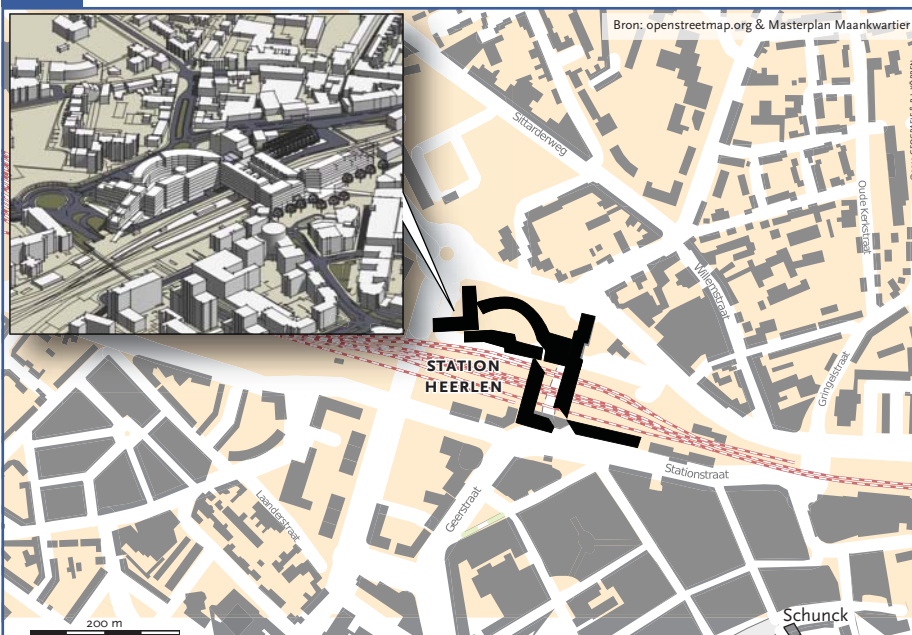 Bron: openstreetmap.org & Masterplan Maankwartier
Sittarderweg
Oude Kerkstraat
Willemstraat
STATION
HEERLEN
Gringelstraat
Stationstraat
Geerstraat
Laanderstraat
200 m
Schunck